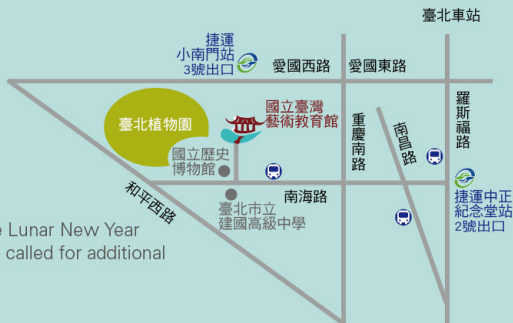 臺北車站
捷運
小南門站
3號出口
愛國西路
愛國東路
國立臺灣
藝術教育館
臺北植物園
國立歷史
博物館
重慶南路
南昌路
羅斯福路
和平西路
南海路
臺北市立
建國高級中學
捷運中正
紀念堂站
2號出口
e Lunar New Year
e called for additional